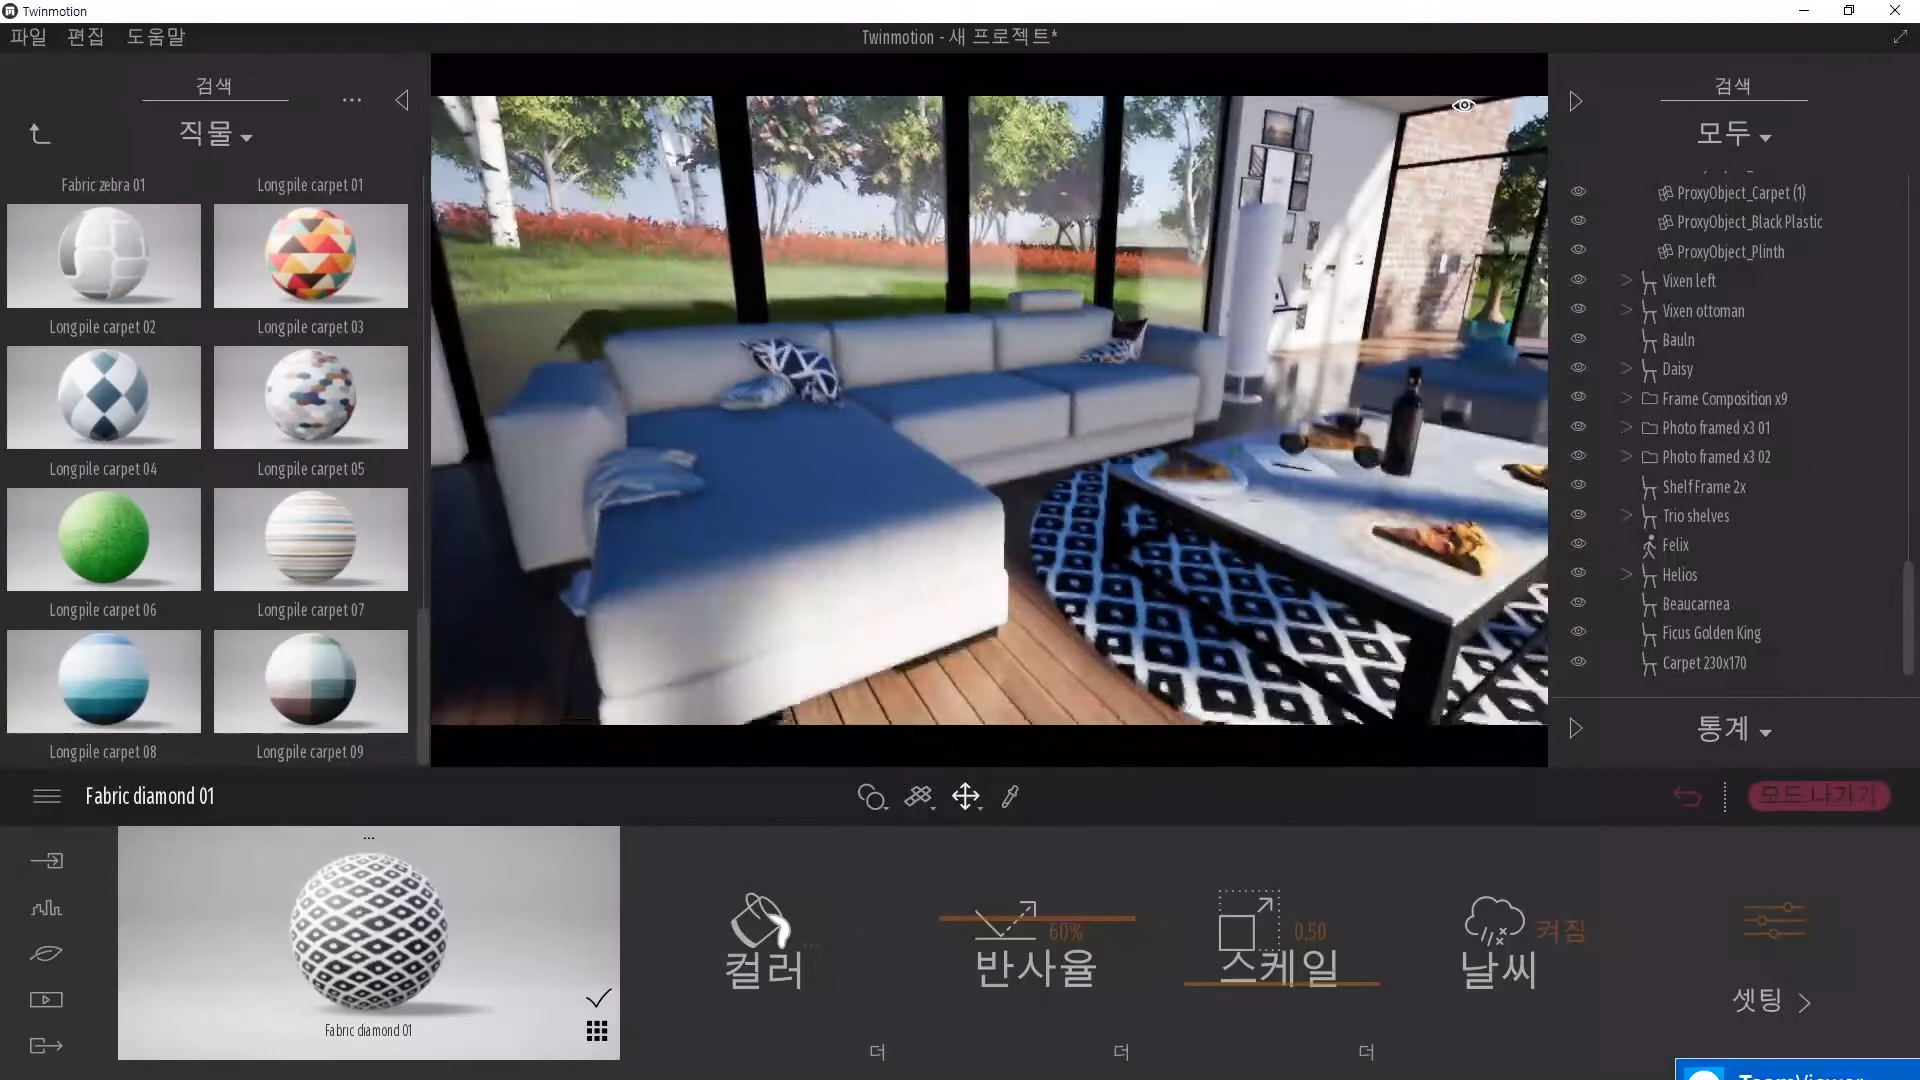 Twinmotion
파일 편집 도움말
Twinmotion - 새 프로젝트*
검색
직물
Fabric zebra 01
Longpile carpet 01
Longpile carpet 02
Longpile carpet 03
Longpile carpet 04
Longpile carpet 05
Longpile carpet 06
Longpile carpet 07
Longpile carpet 08
Longpile carpet 09
검색
모두
ProxyObject_Carpet (1)
ProxyObject_Black Plastic
ProxyObject_Plinth
Vixen left
Vixen ottoman
Bauln
Daisy
Frame Composition x9
Photo framed x3 01
Photo framed x3 02
Shelf Frame 2x
Trio shelves
Felix
Helios
Beaucarnea
Ficus Golden King
Carpet 230x170
통계
Fabric diamond 01
모드 나가기
Fabric diamond 01
컬러
60%
반사율
0.50
스케일
켜짐
날씨
셋팅
더
더
더
TeamViewer